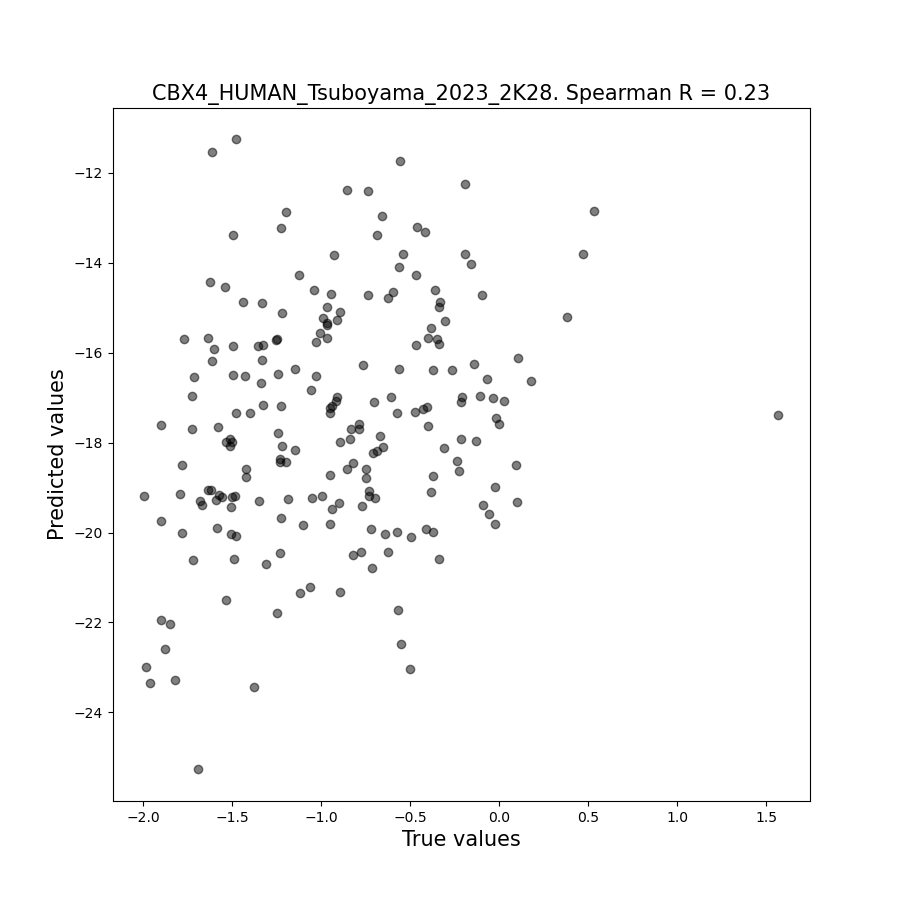 CBX4_HUMAN_Tsuboyama_2023_2K28. Spearman R = 0.23
Predicted values
−12
−14
−16
−18
−20
−22
−24
−2.0 −1.5 −1.0 −0.5 0.0 0.5 1.0 1.5
True values